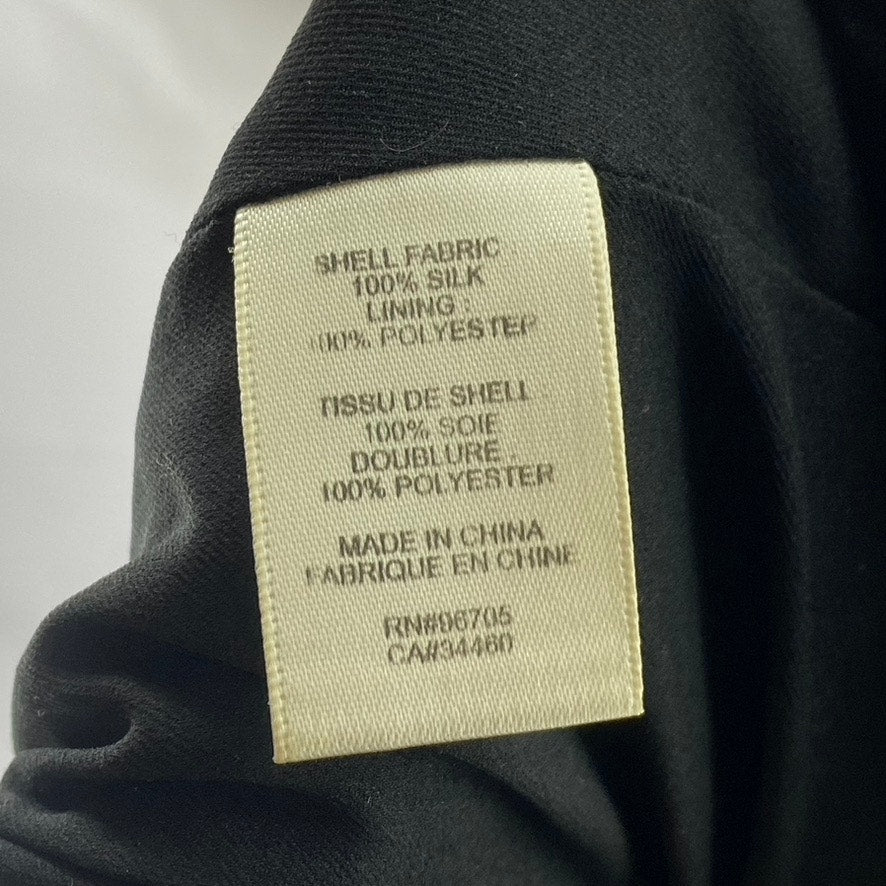 SHELL FABRIC
100% SILK
LINING :
100% POLYESTER
TISSU DE SHELL
100% SOIE
DOUBLURE :
100% POLYESTER
MADE IN CHINA
FABRIQUE EN CHINE
RN#96705
CA#34460